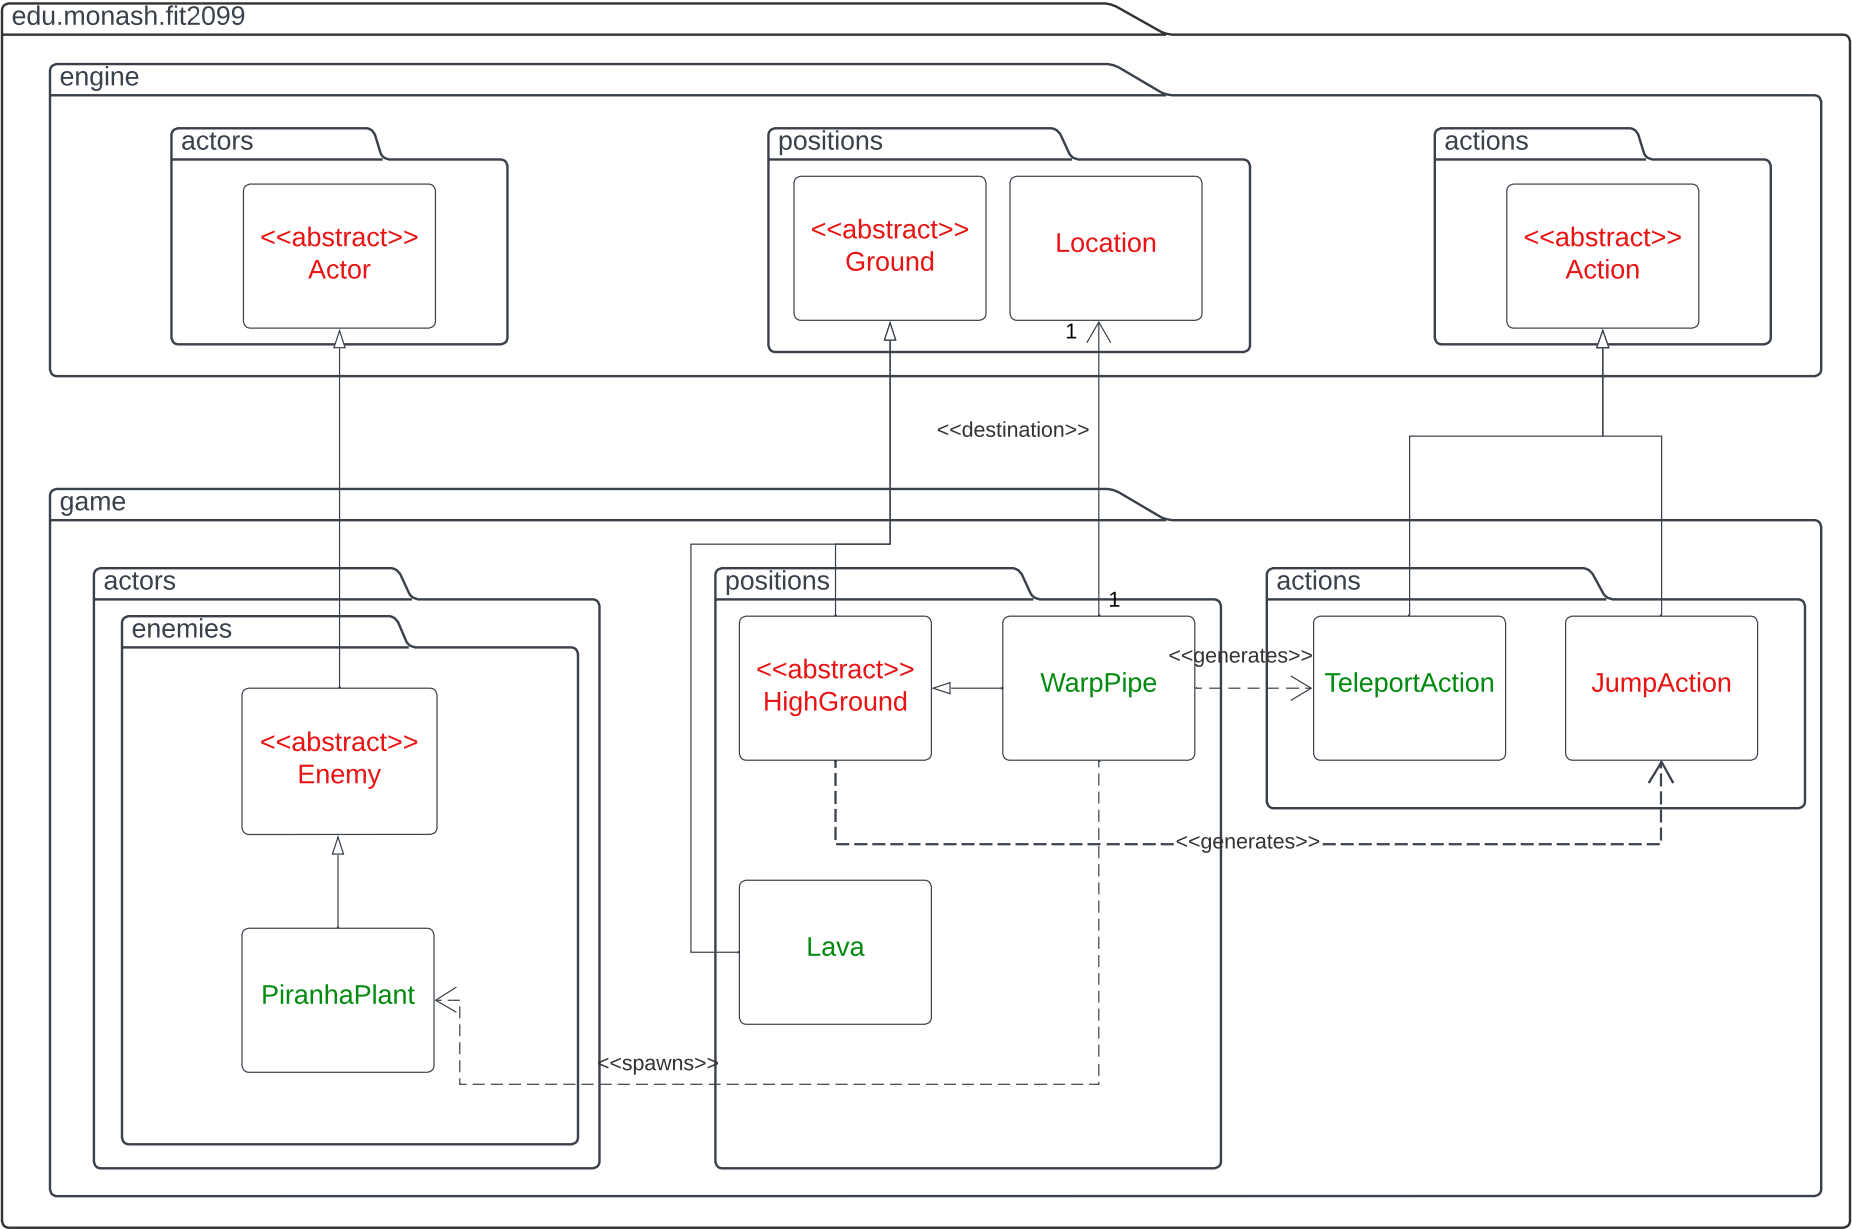 edu.monash.fit2099
engine
actors
positions
actions
<<abstract>>
Actor
<<abstract>>
Ground
Location
<<abstract>>
Action
1
<<destination>>
game
actors
positions
actions
1
enemies
<<abstract>>
HighGround
WarpPipe
<<generates>>
TeleportAction
JumpAction
<<abstract>>
Enemy
<<generates>>
Lava
PiranhaPlant
<<spawns>>